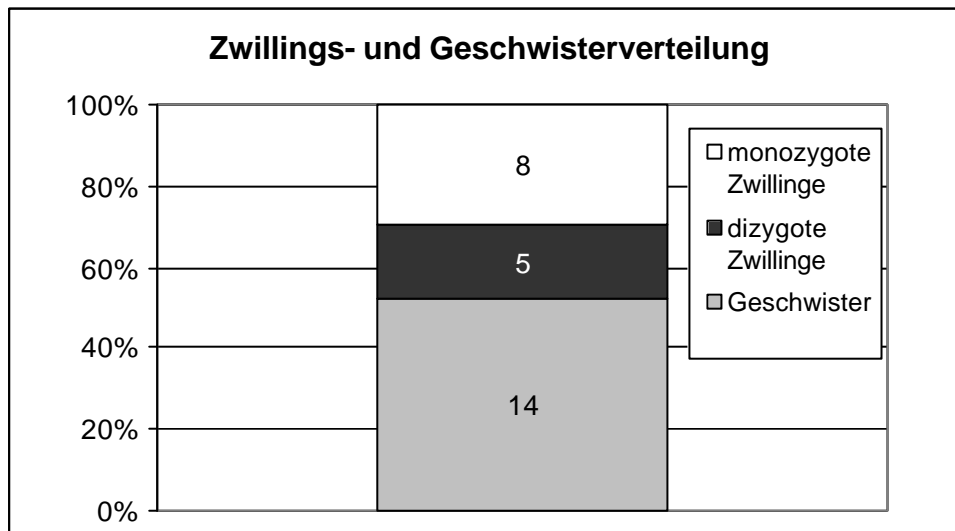 Zwillings- und Geschwisterverteilung
100%
80%
60%
40%
20%
0%
8
5
14
monozygote
Zwillinge
dizygote
Zwillinge
Geschwister